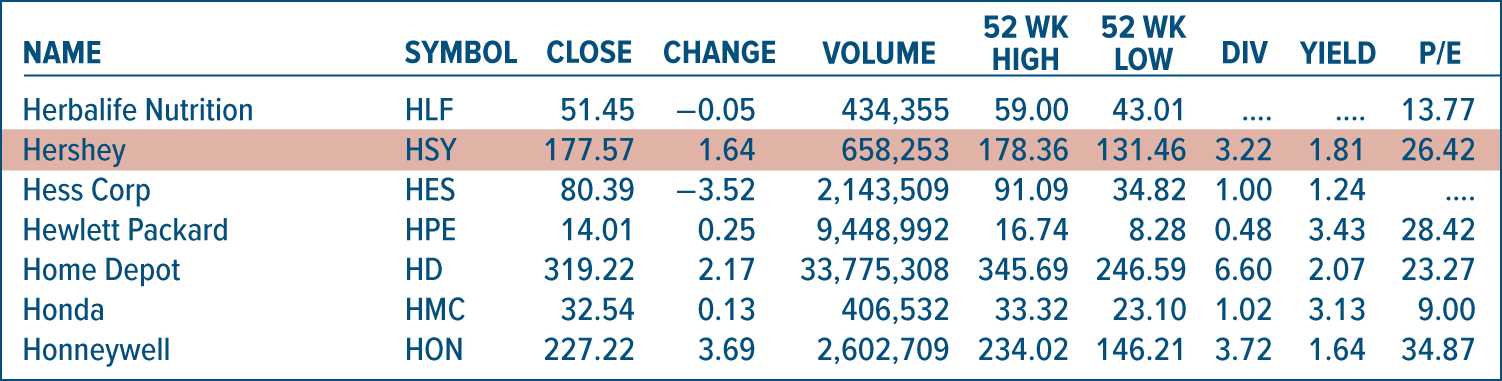 NAME SYMBOL CLOSE CHANGE VOLUME 52 WK HIGH 52 WK LOW DIV YIELD P/E
Herbalife Nutrition HLF 51.45 −0.05 434,355 59.00 43.01 .... .... 13.77
Hershey HSY 177.57 1.64 658,253 178.36 131.46 3.22 1.81 26.42
Hess Corp HES 80.39 −3.52 2,143,509 91.09 34.82 1.00 1.24 ....
Hewlett Packard HPE 14.01 0.25 9,448,992 16.74 8.28 0.48 3.43 28.42
Home Depot HD 319.22 2.17 33,775,308 345.69 246.59 6.60 2.07 23.27
Honda HMC 32.54 0.13 406,532 33.32 23.10 1.02 3.13 9.00
Honneywell HON 227.22 3.69 2,602,709 234.02 146.21 3.72 1.64 34.87